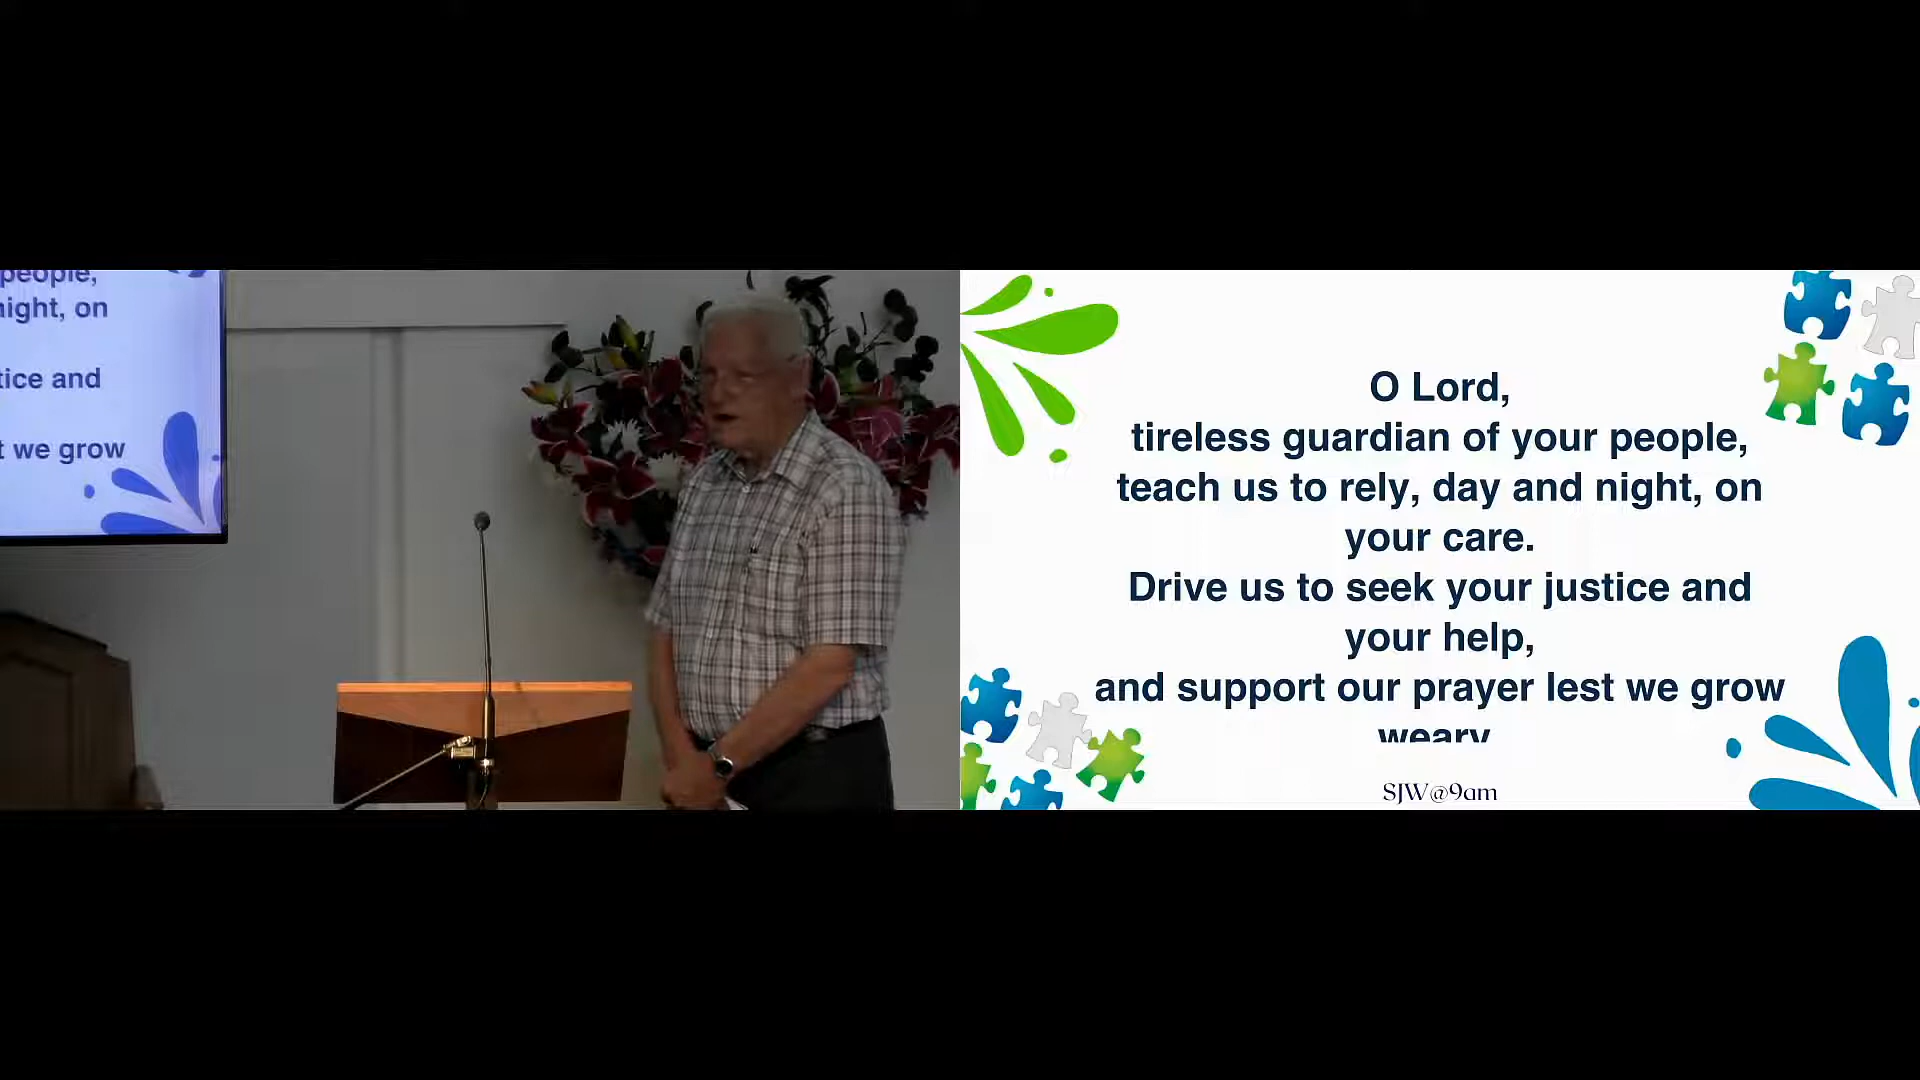 people,
night, on
tice and
t we grow
O Lord,
tireless guardian of your people,
teach us to rely, day and night, on
your care.
Drive us to seek your justice and
your help,
and support our prayer lest we grow
weary
SJW@9am